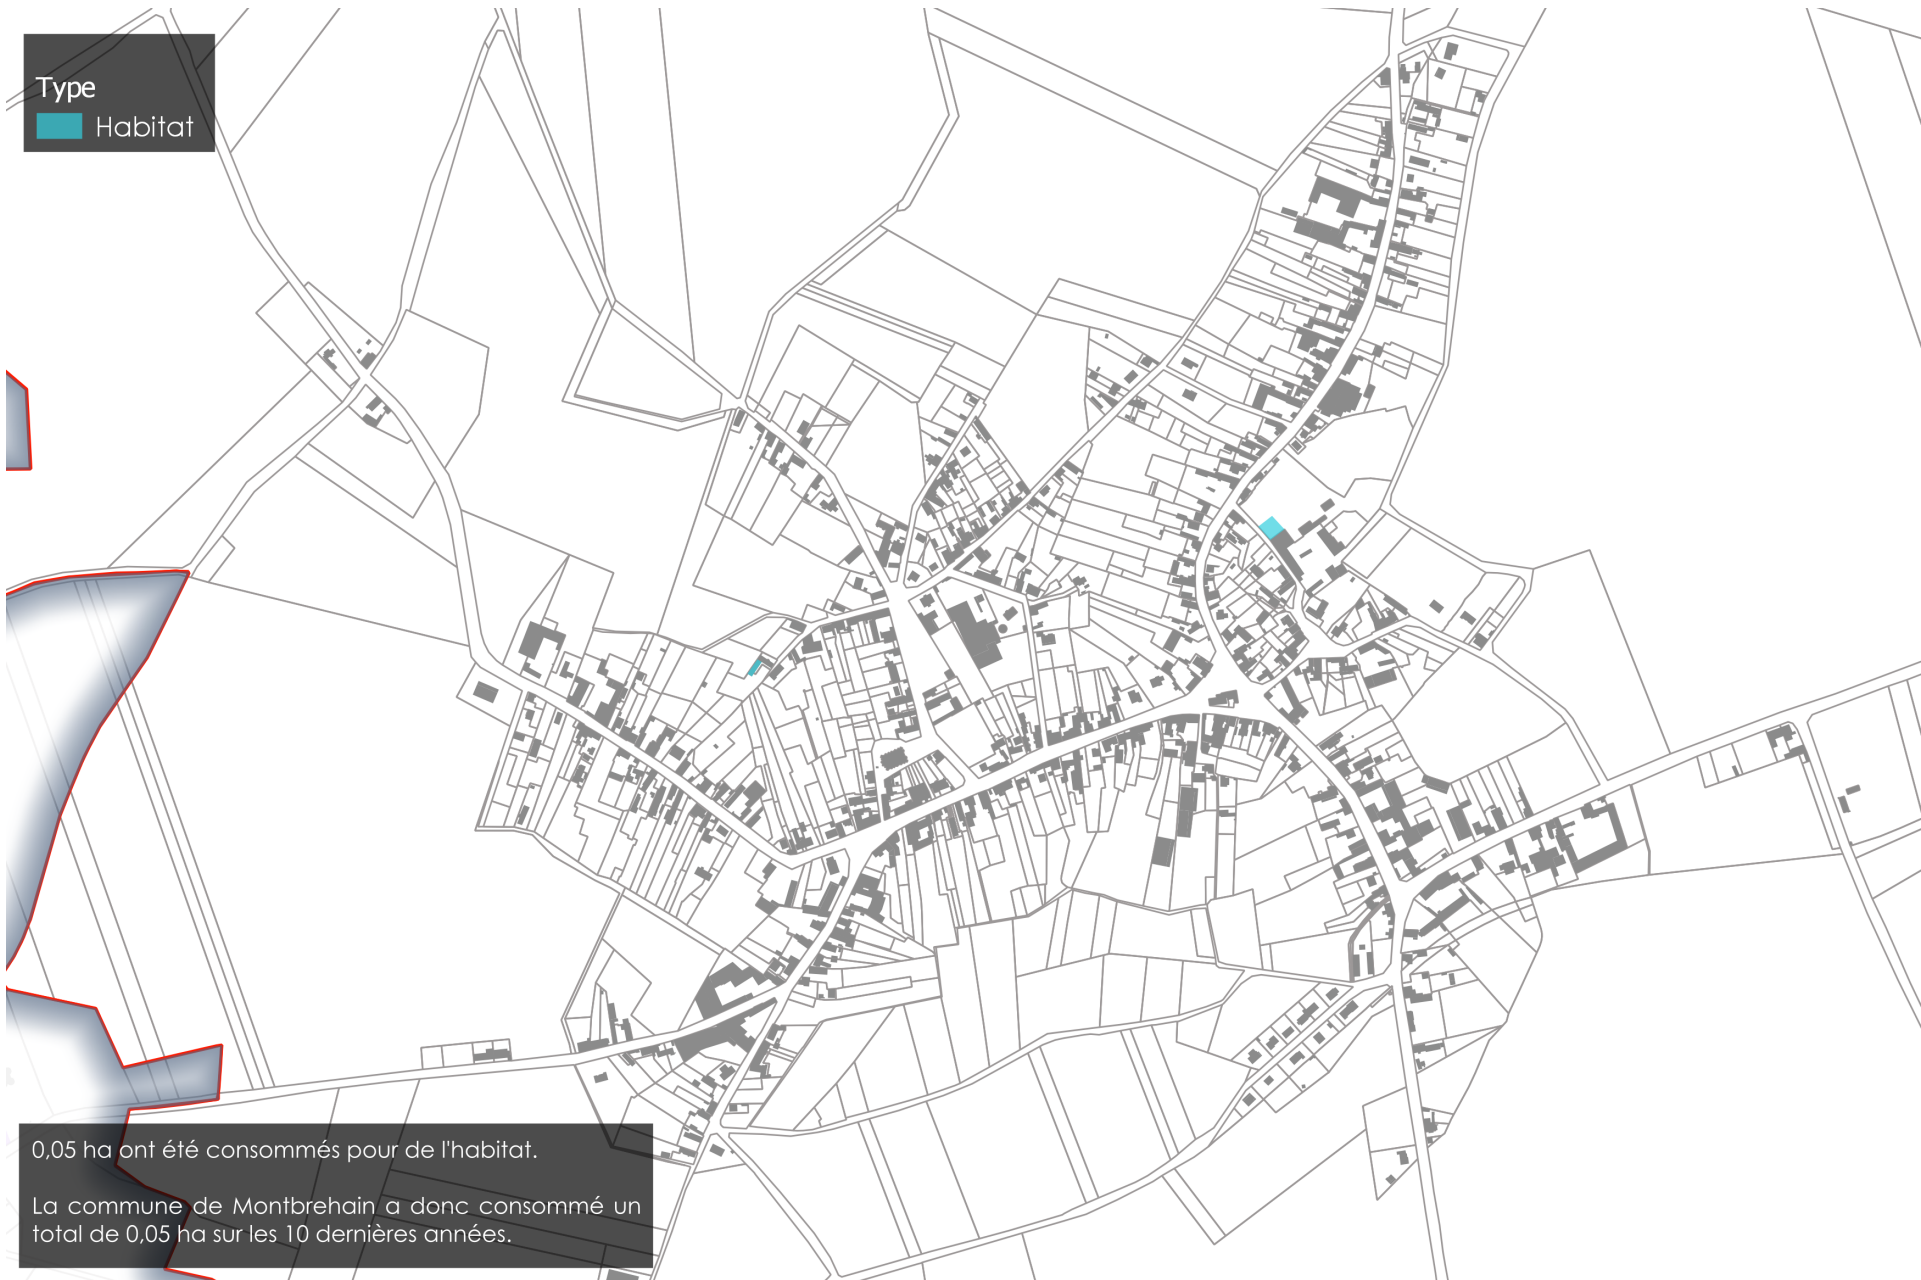 Type
Habitat
0,05 ha ont été consommés pour de l'habitat.
La commune de Montbrehain a donc consommé un
total de 0,05 ha sur les 10 dernières années.